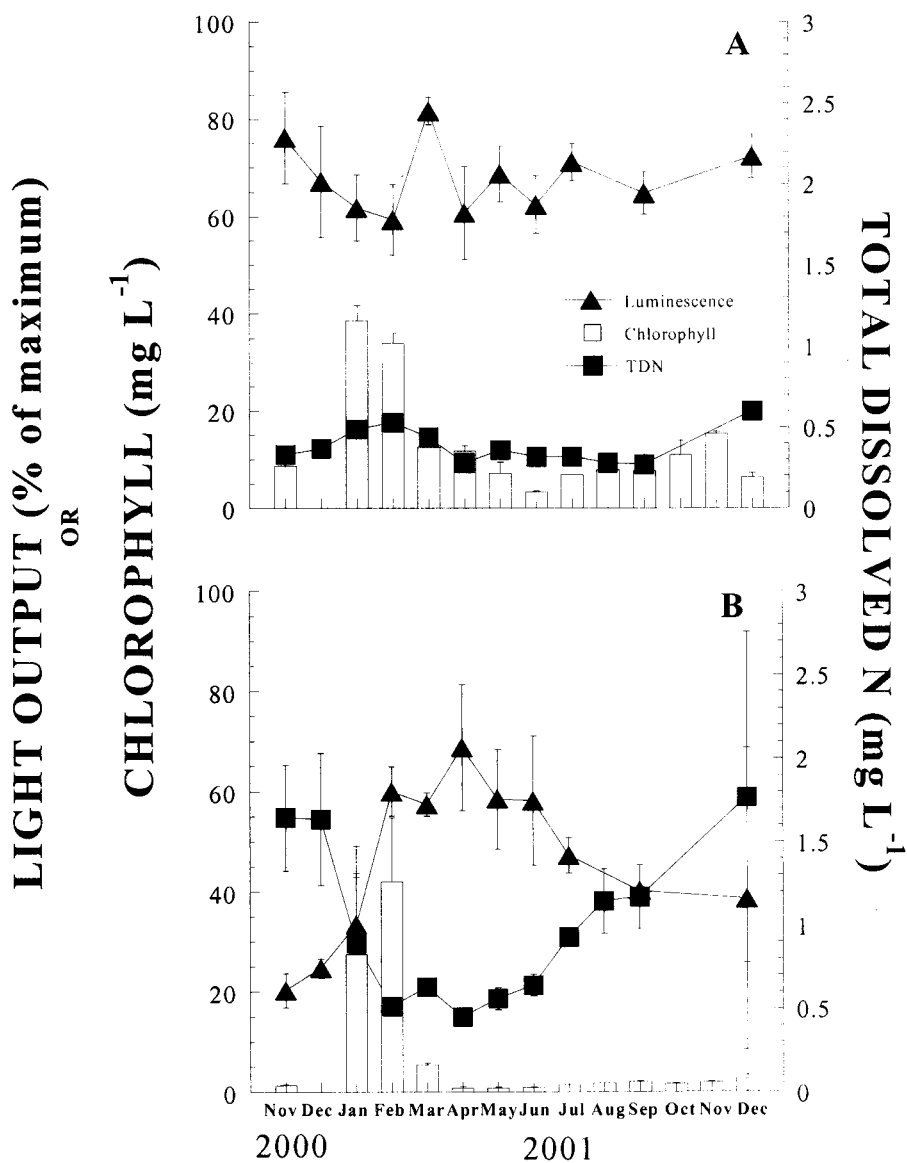 LIGHT OUTPUT (% of maximum)
OR
CHLOROPHYLL (mg L-1)
TOTAL DISSOLVED N (mg L-1)
A
100
80
60
40
20
0
3
2.5
2
1.5
1
0.5
0
Luminescence
Chlorophyll
TDN
B
100
80
60
40
20
0
3
2.5
2
1.5
1
0.5
0
Nov Dec Jan Feb Mar Apr May Jun Jul Aug Sep Oct Nov Dec
2000 2001